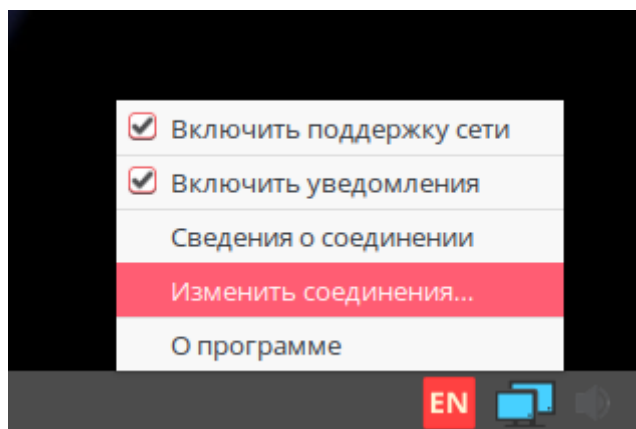 Включить поддержку сети
Включить уведомления
Сведения о соединении
Изменить соединения...
О программе
EN